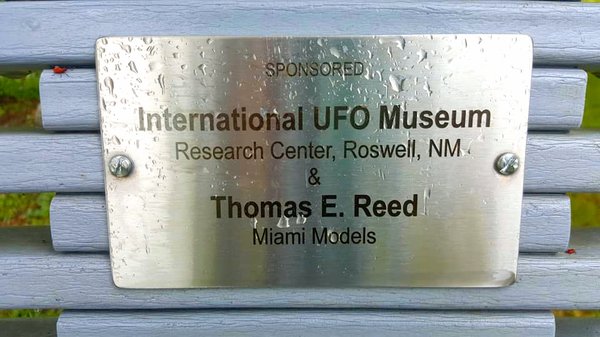 SPONSORED
International UFO Museum
Research Center, Roswell, NM
&
Thomas E. Reed
Miami Models